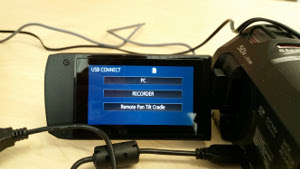 USB CONNECT
PC
RECORDER
Remote Pan Tilt Cradle